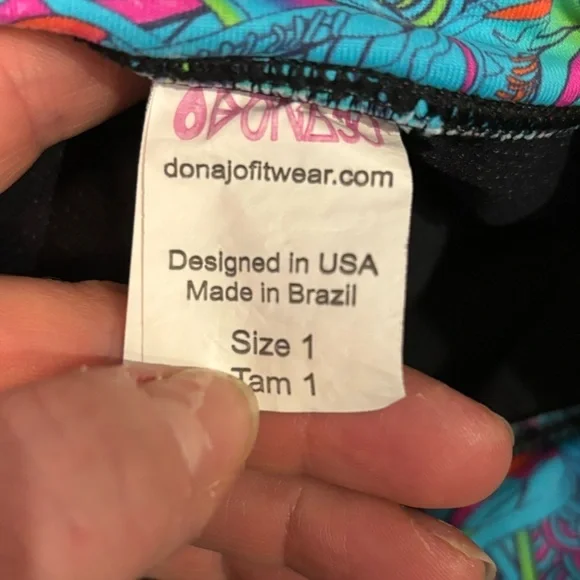 donajofitwear.com
Designed in USA
Made in Brazil
Size 1
Tam 1